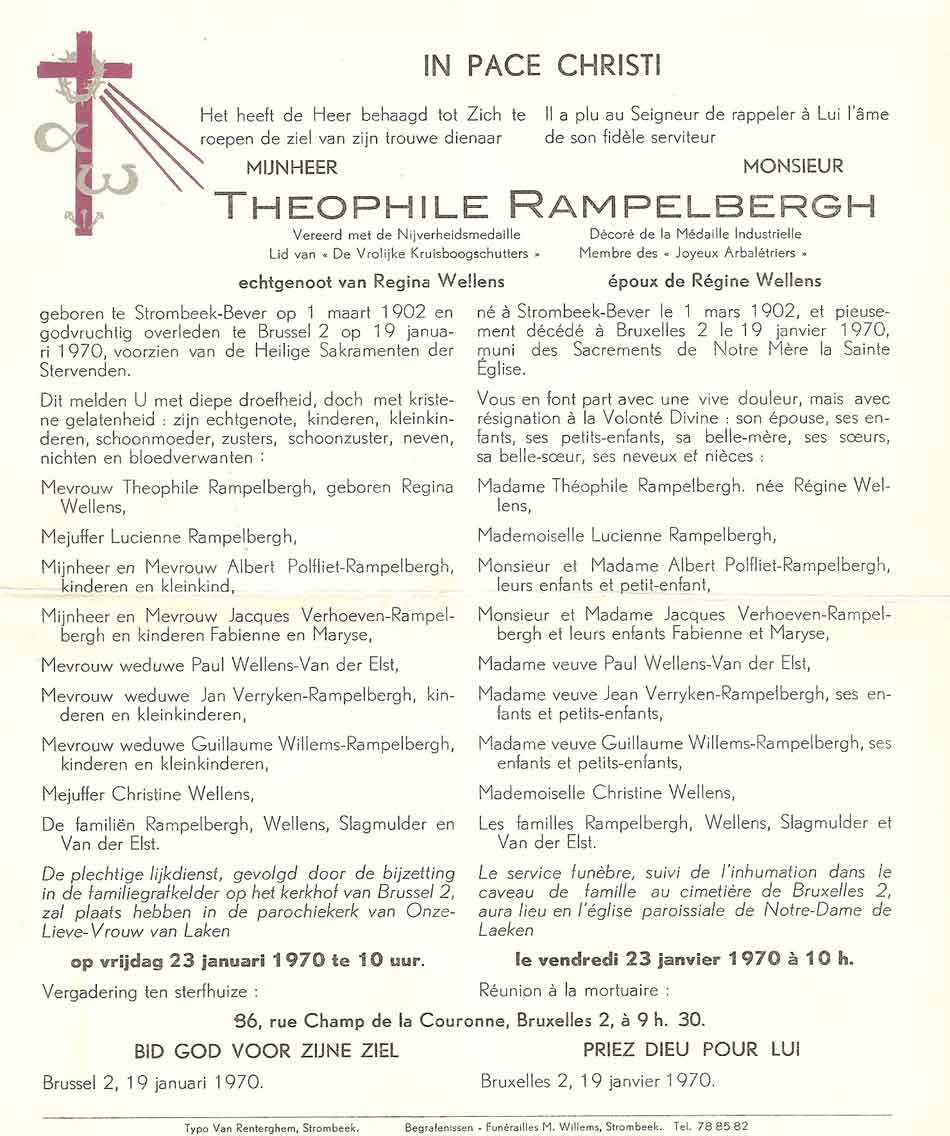 IN PACE CHRISTI
Het heeft de Heer behaagd tot Zich te
roepen de ziel van zijn trouwe dienaar
MIJNHEER
Il a plu au Seigneur de rappeler à Lui l'âme
de son fidèle serviteur
MONSIEUR
THEOPHILE RAMPELBERGH
Vereerd met de Nijverheidsmedaille
Lid van « De Vrolijke Kruisboogschutters »
echtgenoot van Regina Wellens
Décoré de la Médaille Industrielle
Membre des « Joyeux Arbalétriers »
époux de Régine Wellens
geboren te Strombeek-Bever op 1 maart 1902 en
godvruchtig overleden te Brussel 2 op 19 janua-
ri 1970, voorzien van de Heilige Sakramenten der
Stervenden.
Dit melden U met diepe droefheid, doch met kriste-
ne gelatenheid : zijn echtgenote, kinderen, kleinkin-
deren, schoonmoeder, zusters, schoonzuster, neven,
nichten en bloedverwanten :
Mevrouw Theophile Rampelbergh, geboren Regina
Wellens,
Mejuffer Lucienne Rampelbergh,
Mijnheer en Mevrouw Albert Polfliet-Rampelbergh,
kinderen en kleinkind,
Mijnheer en Mevrouw Jacques Verhoeven-Rampel-
bergh en kinderen Fabienne en Maryse,
Mevrouw weduwe Paul Wellens-Van der Elst,
Mevrouw weduwe Jan Verryken-Rampelbergh, kin-
deren en kleinkinderen,
Mevrouw weduwe Guillaume Willems-Rampelbergh,
kinderen en kleinkinderen,
Mejuffer Christine Wellens,
De familiën Rampelbergh, Wellens, Slagmulder en
Van der Elst.
De plechtige lijkdienst, gevolgd door de bijzetting
in de familiegrafkelder op het kerkhof van Brussel 2,
zal plaats hebben in de parochiekerk van Onze-
Lieve-Vrouw van Laken
op vrijdag 23 januari 1970 te 10 uur.
Vergadering ten sterfhuize :
né à Strombeek-Bever le 1 mars 1902, et pieuse-
ment décédé à Bruxelles 2 le 19 janvier 1970,
muni des Sacrements de Notre Mère la Sainte
Église.
Vous en font part avec une vive douleur, mais avec
résignation à la Volonté Divine : son épouse, ses en-
fants, ses petits-enfants, sa belle-mère, ses sœurs,
sa belle-sœur, ses neveux et nièces :
Madame Théophile Rampelbergh. née Régine Wel-
lens,
Mademoiselle Lucienne Rampelbergh,
Monsieur et Madame Albert Polfliet-Rampelbergh,
leurs enfants et petit-enfant,
Monsieur et Madame Jacques Verhoeven-Rampel-
bergh et leurs enfants Fabienne et Maryse,
Madame veuve Paul Wellens-Van der Elst,
Madame veuve Jean Verryken-Rampelbergh, ses en-
fants et petits-enfants,
Madame veuve Guillaume Willems-Rampelbergh, ses
enfants et petits-enfants,
Mademoiselle Christine Wellens,
Les familles Rampelbergh, Wellens, Slagmulder et
Van der Elst.
Le service funèbre, suivi de l'inhumation dans le
caveau de famille au cimetière de Bruxelles 2,
aura lieu en l'église paroissiale de Notre-Dame de
Laeken
le vendredi 23 janvier 1970 à 10 h.
Réunion à la mortuaire :
86, rue Champ de la Couronne, Bruxelles 2, à 9 h. 30.
BID GOD VOOR ZIJNE ZIEL
Brussel 2, 19 januari 1970.
PRIEZ DIEU POUR LUI
Bruxelles 2, 19 janvier 1970.
Typo Van Renterghem, Strombeek. Begrafenissen - Funérailles M. Willems, Strombeek. Tel. 78 85 82